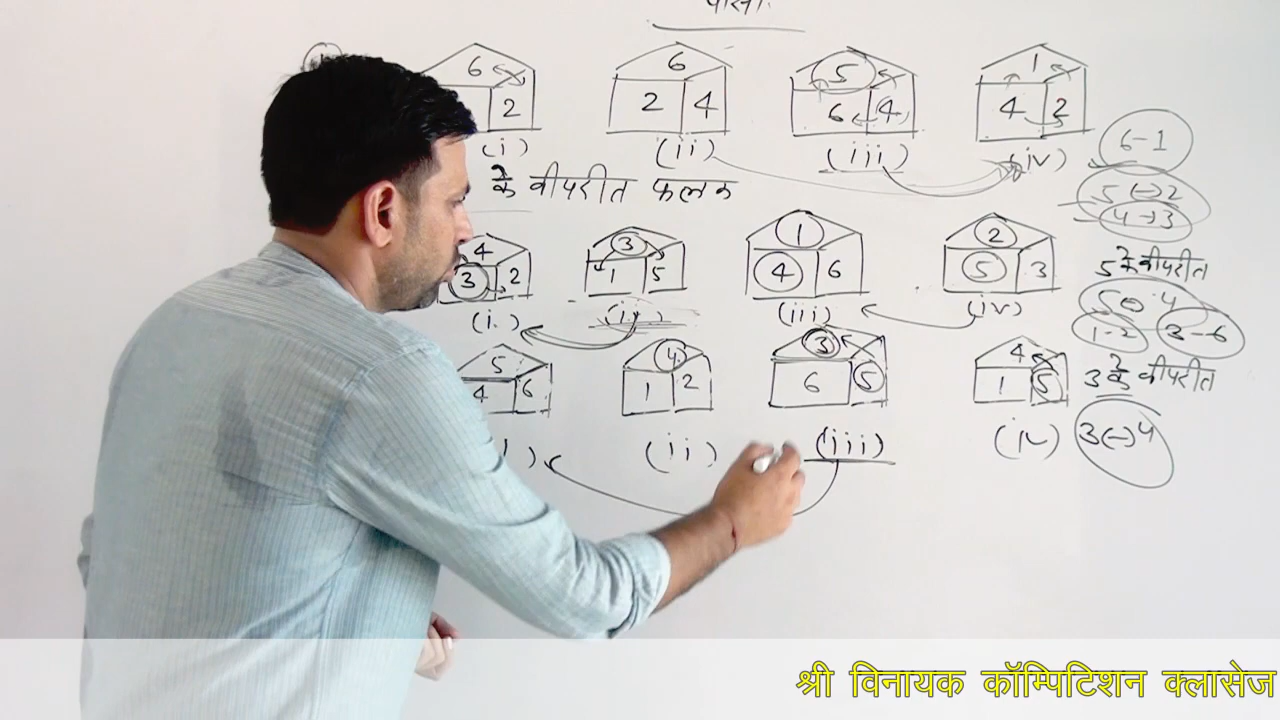 पासा
6 2
6 2 4
5 6 4
1 4 2
(i) (ii) (iii) (iv)
6-1
के वीपरीत फलक
5(-)2
4→3
4 3 2
3 1 5
1 4 6
2 5 3
5 के वीपरीत
(i) (ii) (iii) (iv)
5 4
1-2 3-6
5 4 6
4 1 2
3 6 5
4 1 5
3 के वीपरीत
(ii) (iii) (iv)
3(-)4
श्री विनायक कॉम्पिटिशन क्लासेज